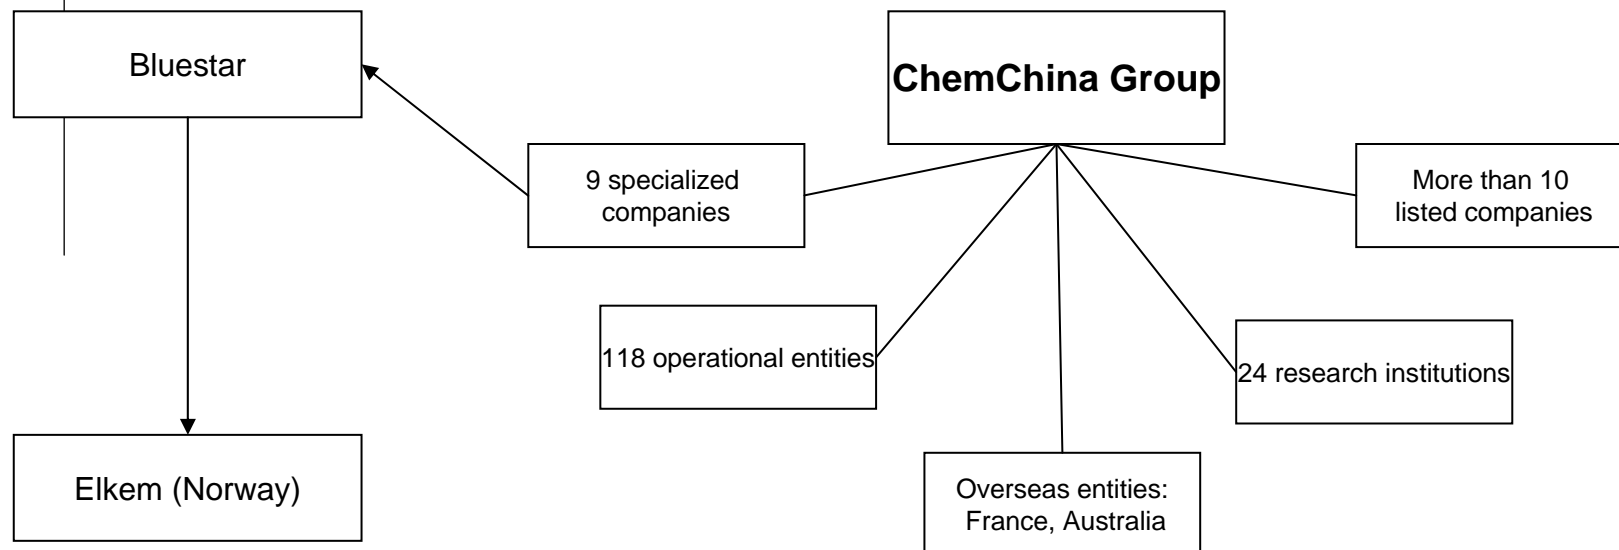 Bluestar
ChemChina Group
9 specialized
companies
More than 10
listed companies
118 operational entities
24 research institutions
Elkem (Norway)
Overseas entities:
France, Australia